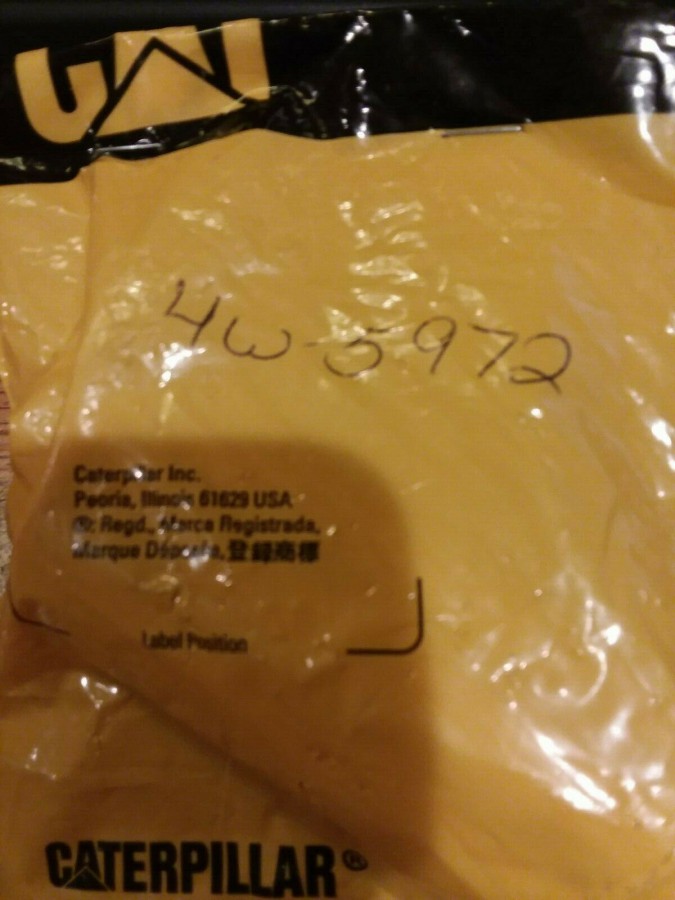 CAT
4W-5972
Caterpillar Inc.
Peoria, Illinois 61629 USA
®: Regd., Marca Registrada,
Marque Déposée, 登録商標
Label Position
CATERPILLAR®